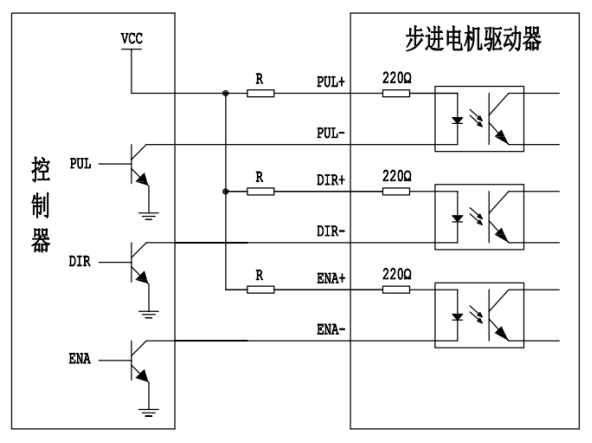 步进电机驱动器
VCC
R
PUL+
220Ω
PUL
PUL-
控制器
R
DIR+
220Ω
DIR
DIR-
R
ENA+
220Ω
ENA
ENA-